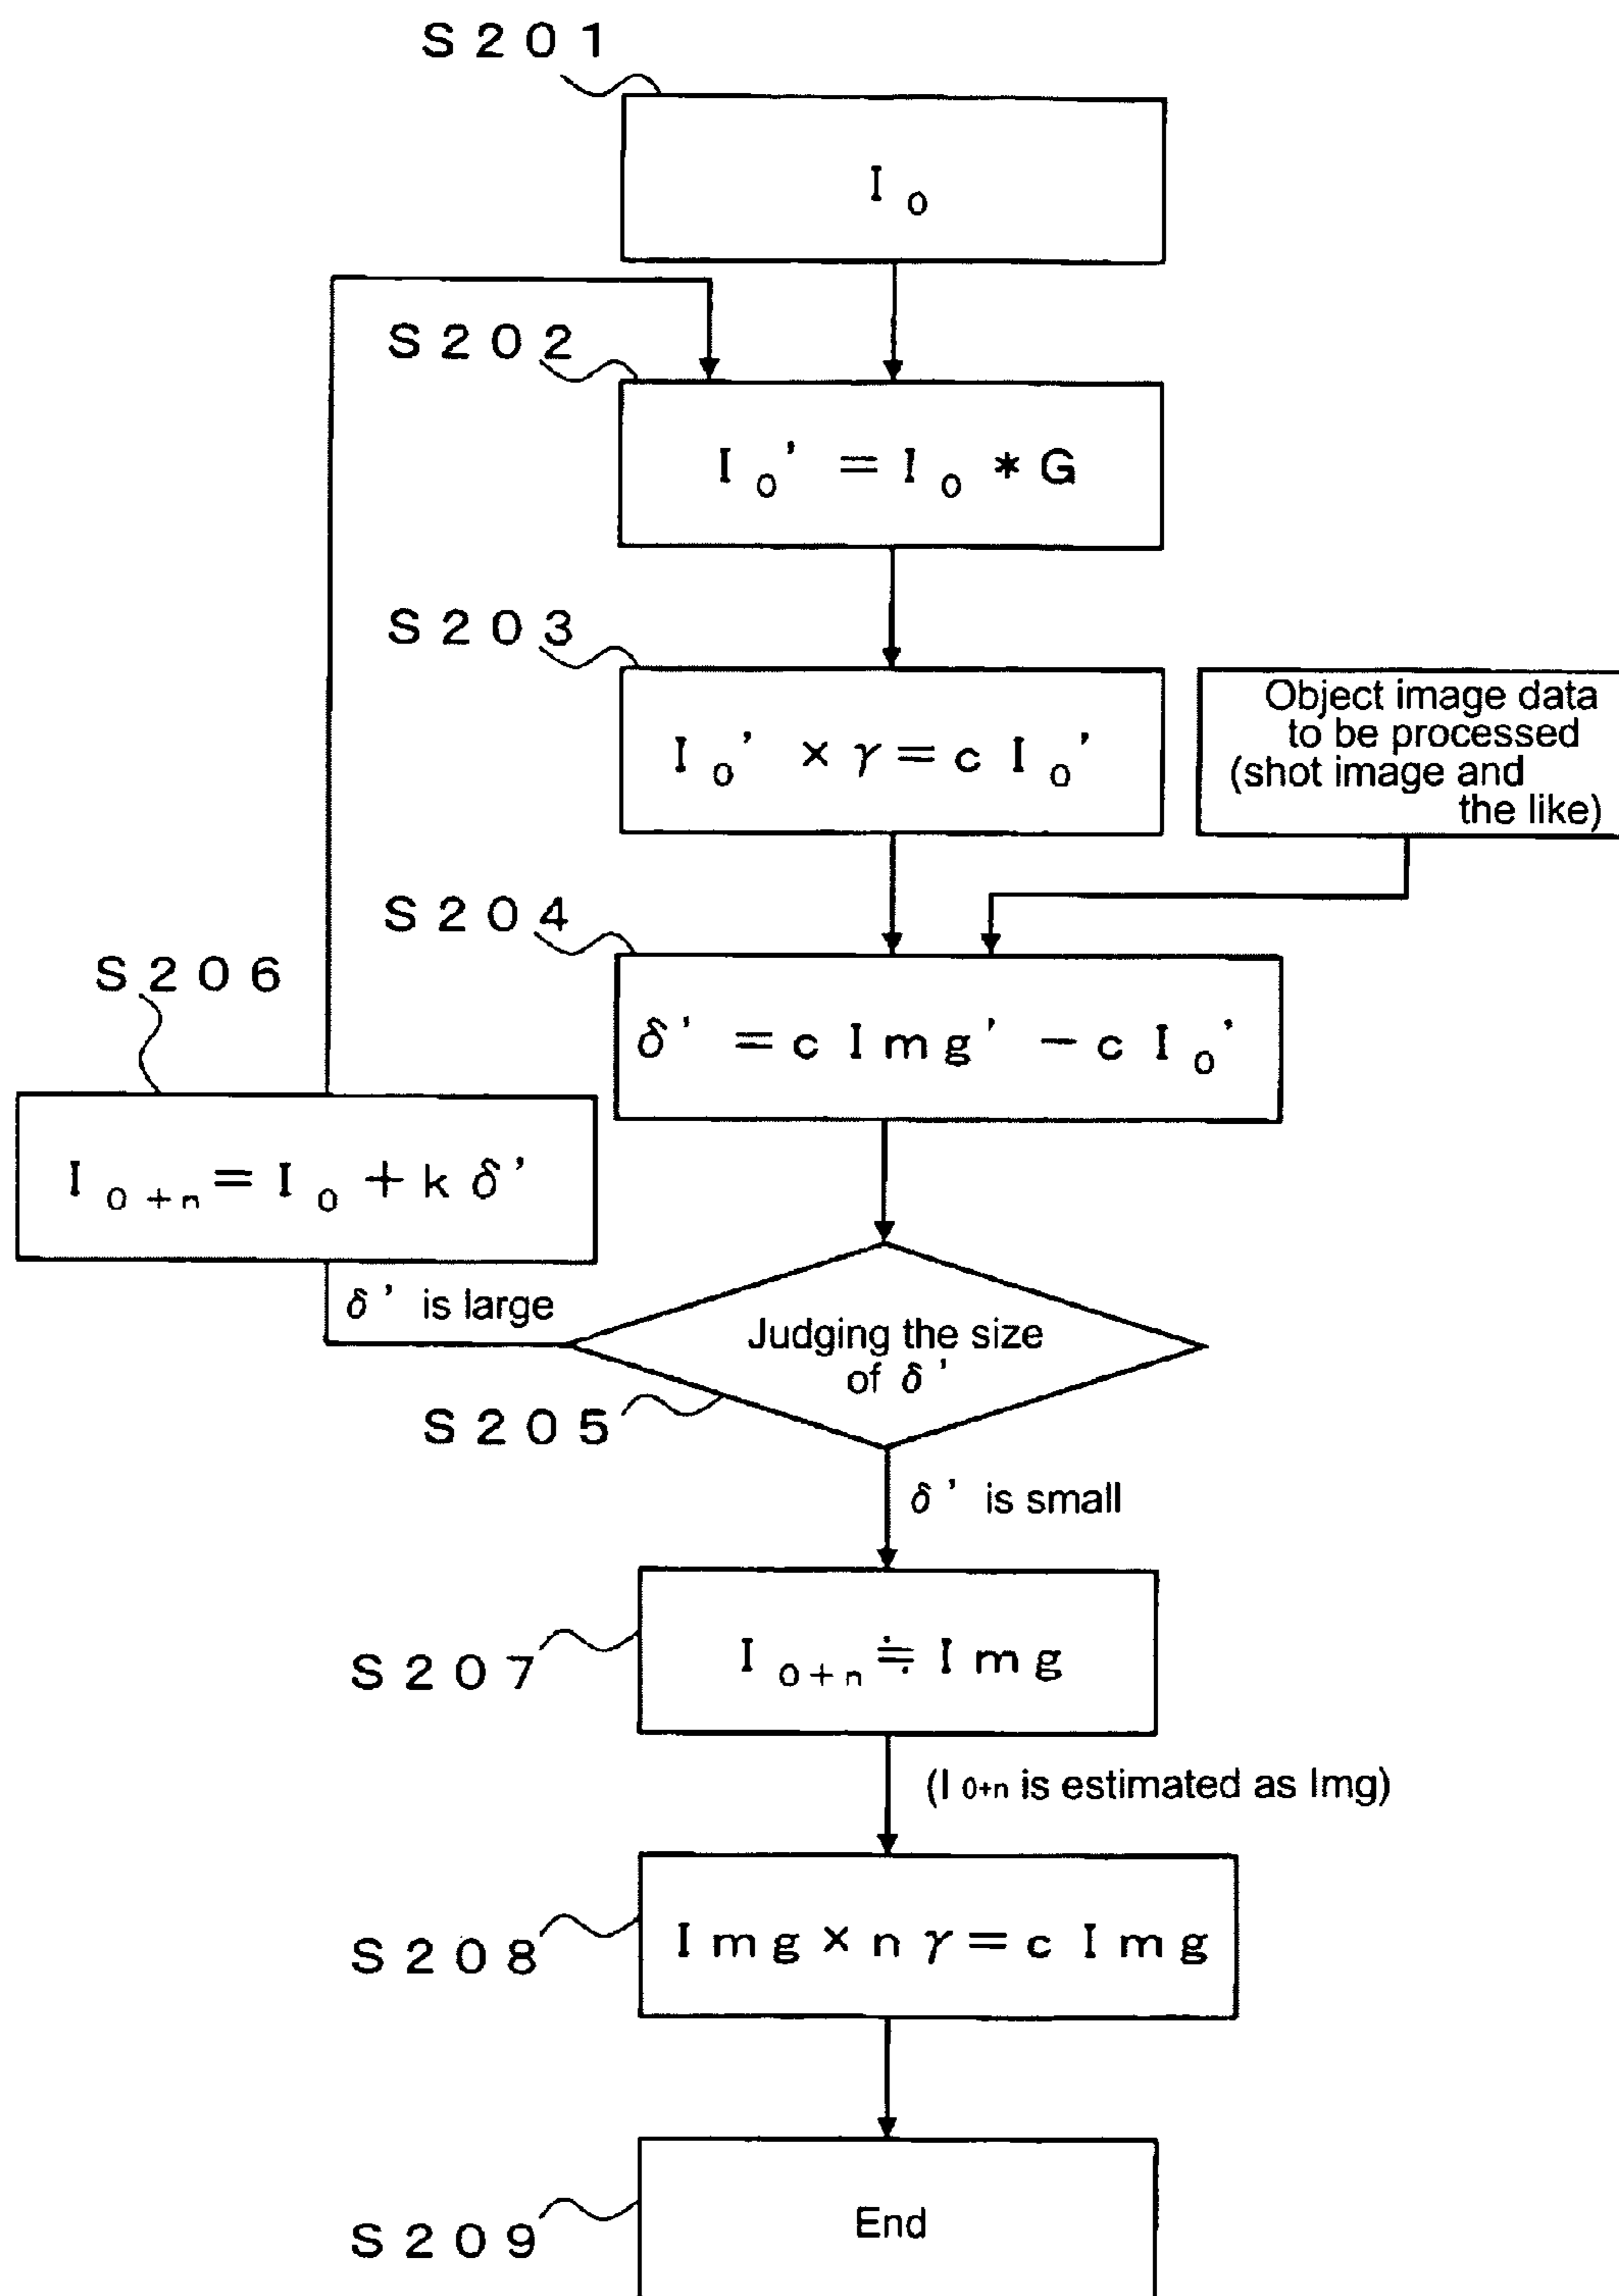 S201
I₀
S202
I₀' = I₀ * G
S203
I₀' × γ = c I₀'
Object image data
to be processed
(shot image and
the like)
S204
δ' = c Img' − c I₀'
S206
I₀₊ₙ = I₀ + k δ'
δ' is large
Judging the size
of δ'
S205
δ' is small
S207
I₀₊ₙ ≒ Img
(I 0+n is estimated as Img)
S208
Img × n γ = c Img
S209
End